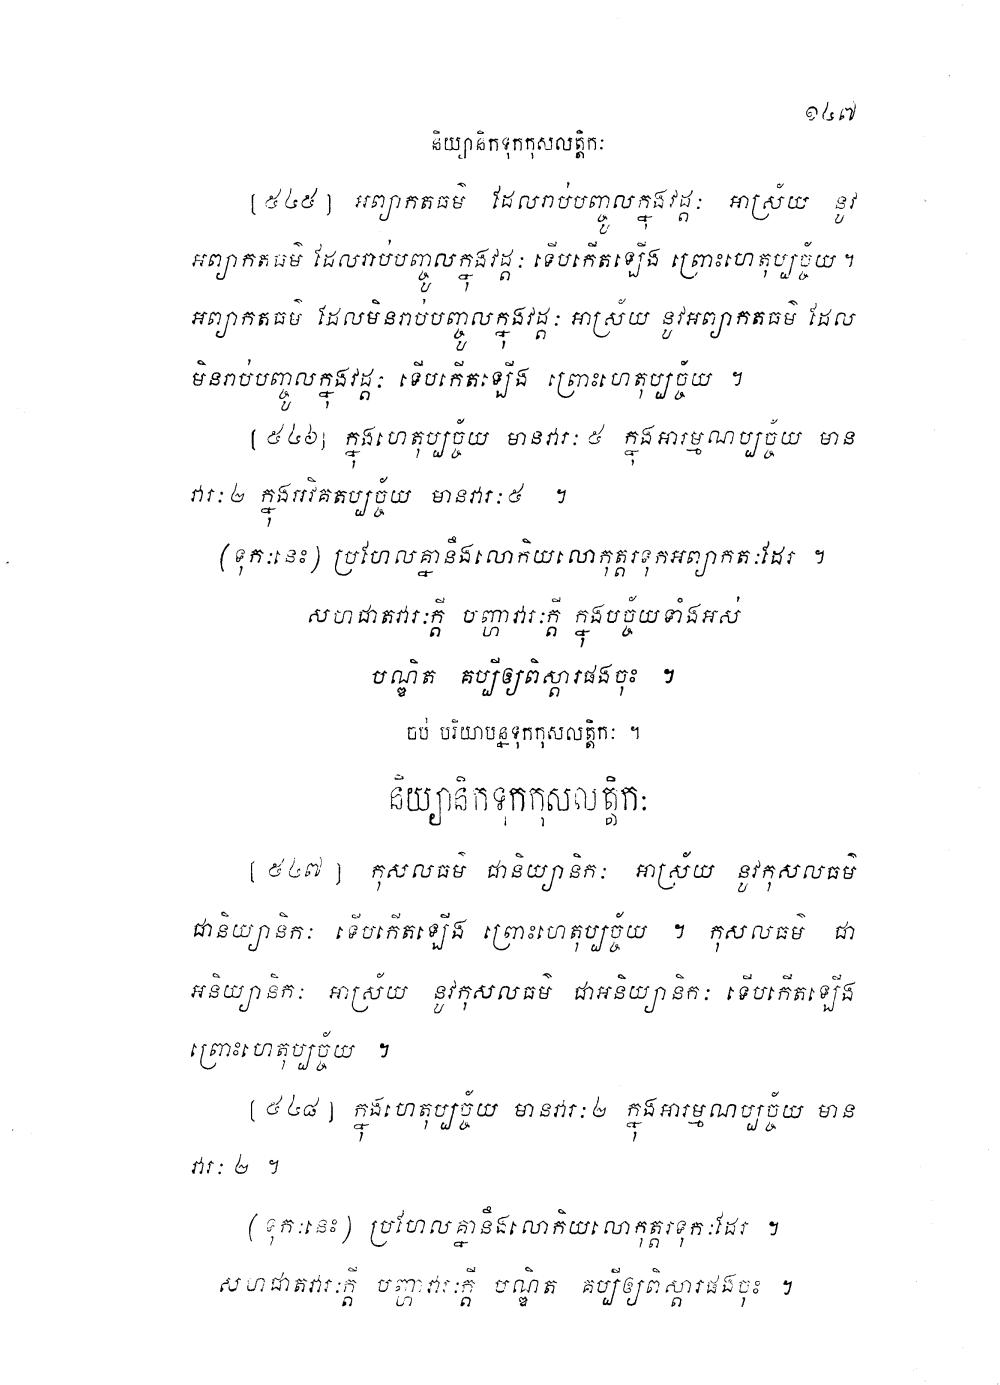 ១៤៧
និយ្យានិកទុកកុសលត្តិកៈ
[៥៤៥] អព្យាកតធម៌ ដែលរាប់បញ្ចូលក្នុងវដ្តៈ អាស្រ័យ នូវ
អព្យាកតធម៌ ដែលរាប់បញ្ចូលក្នុងវដ្តៈ ទើបកើតឡើង ព្រោះហេតុប្បច្ច័យ ។
អព្យាកតធម៌ ដែលមិនរាប់បញ្ចូលក្នុងវដ្តៈ អាស្រ័យ នូវអព្យាកតធម៌ ដែល
មិនរាប់បញ្ចូលក្នុងវដ្តៈ ទើបកើតឡើង ព្រោះហេតុប្បច្ច័យ ។
[៥៤៦] ក្នុងហេតុប្បច្ច័យ មានវារៈ ៥ ក្នុងអារម្មណប្បច្ច័យ មាន
វារៈ ២ ក្នុងអវិគតប្បច្ច័យ មានវារៈ ៥ ។
(ទុកៈនេះ) ប្រហែលគ្នានឹងលោកិយលោកុត្តរទុកអព្យាកតៈដែរ ។
សហជាតវារៈក្តី បញ្ហាវារៈក្តី ក្នុងបច្ច័យទាំងអស់
បណ្ឌិត គប្បីឲ្យពិស្តារផងចុះ ។
ចប់ បរិយាបន្នទុកកុសលត្តិកៈ ។
និយ្យានិកទុកកុសលត្តិកៈ
[៥៤៧] កុសលធម៌ ជានិយ្យានិកៈ អាស្រ័យ នូវកុសលធម៌
ជានិយ្យានិកៈ ទើបកើតឡើង ព្រោះហេតុប្បច្ច័យ ។ កុសលធម៌ ជា
អនិយ្យានិកៈ អាស្រ័យ នូវកុសលធម៌ ជាអនិយ្យានិកៈ ទើបកើតឡើង
ព្រោះហេតុប្បច្ច័យ ។
[៥៤៨] ក្នុងហេតុប្បច្ច័យ មានវារៈ ២ ក្នុងអារម្មណប្បច្ច័យ មាន
វារៈ ២ ។
(ទុកៈនេះ) ប្រហែលគ្នានឹងលោកិយលោកុត្តរទុកៈដែរ ។
សហជាតវារៈក្តី បញ្ហាវារៈក្តី បណ្ឌិត គប្បីឲ្យពិស្តារផងចុះ ។